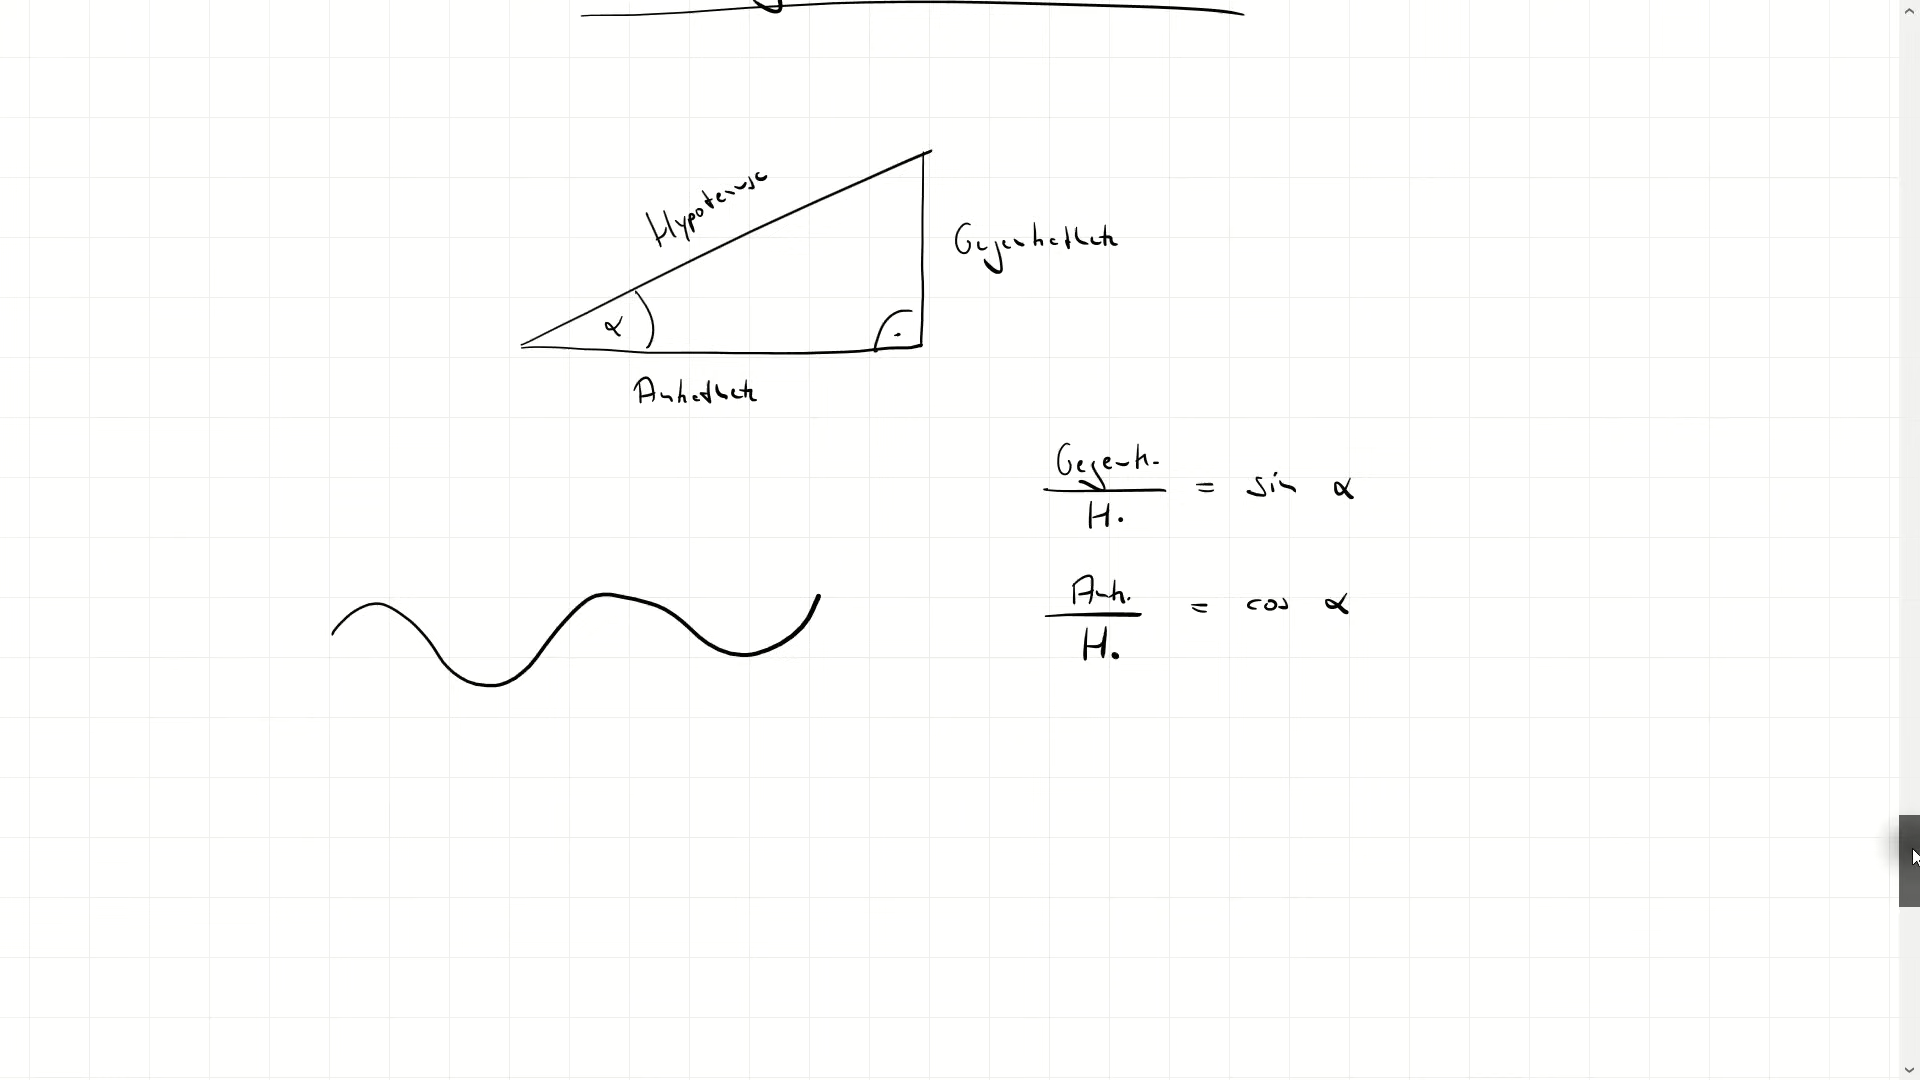 Hypotenuse
Gegenkathete
α
Ankathete
Gegenk.
H.
= sin α
Ank.
H.
= cos α